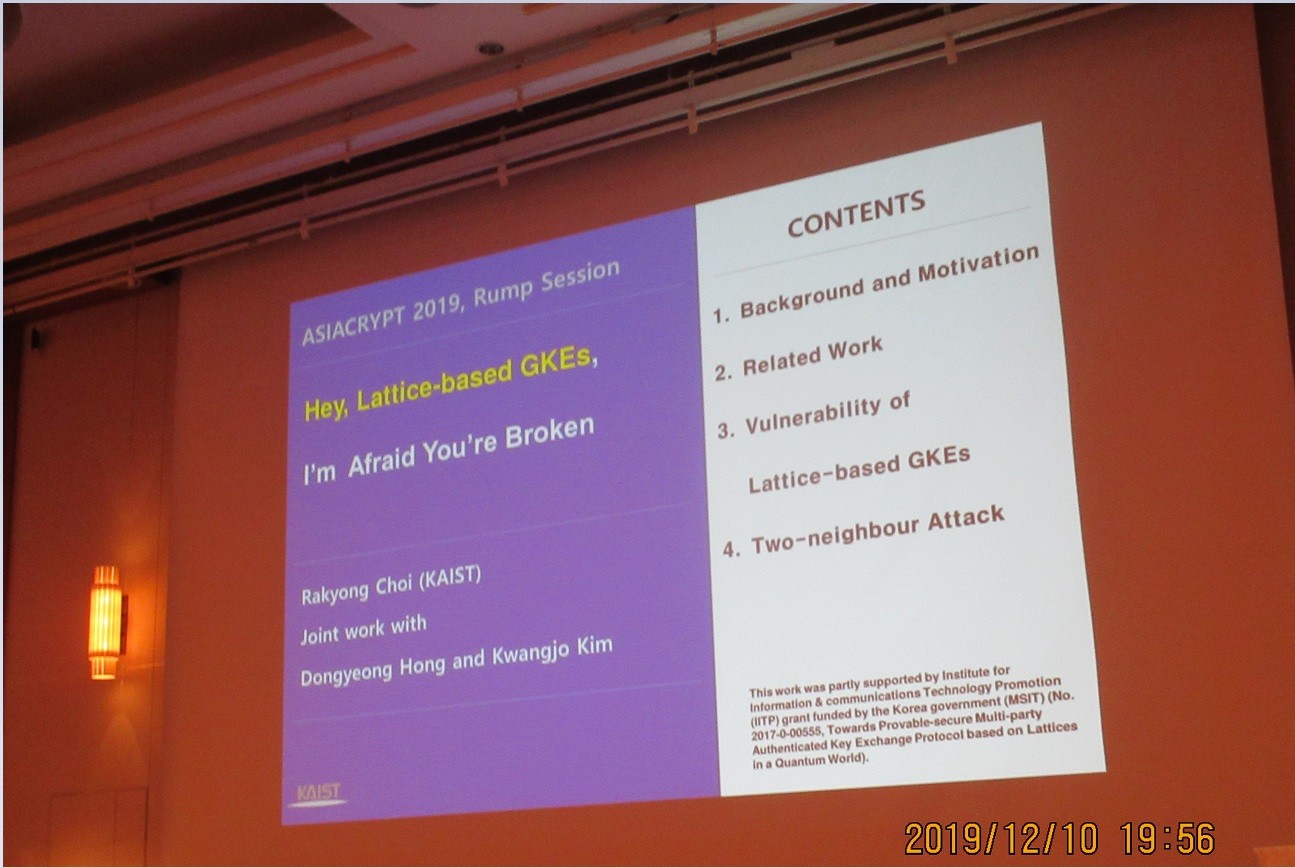 ASIACRYPT 2019, Rump Session
Hey, Lattice-based GKEs,
I'm Afraid You're Broken
Rakyong Choi (KAIST)
Joint work with
Dongyeong Hong and Kwangjo Kim
KAIST
CONTENTS
1. Background and Motivation
2. Related Work
3. Vulnerability of
Lattice-based GKEs
4. Two-neighbour Attack
This work was partly supported by Institute for
Information & communications Technology Promotion
(IITP) grant funded by the Korea government (MSIT) (No.
2017-0-00555, Towards Provable-secure Multi-party
Authenticated Key Exchange Protocol based on Lattices
in a Quantum World).
2019/12/10 19:56